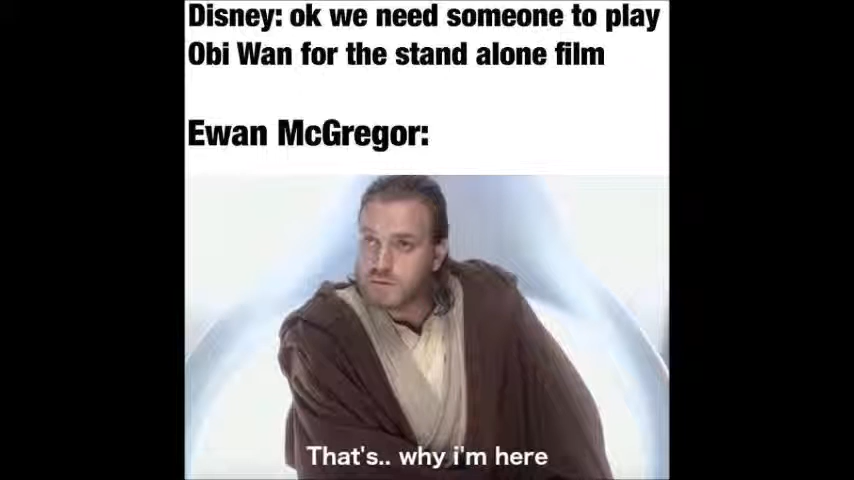 Disney: ok we need someone to play
Obi Wan for the stand alone film
Ewan McGregor:
That's.. why i'm here